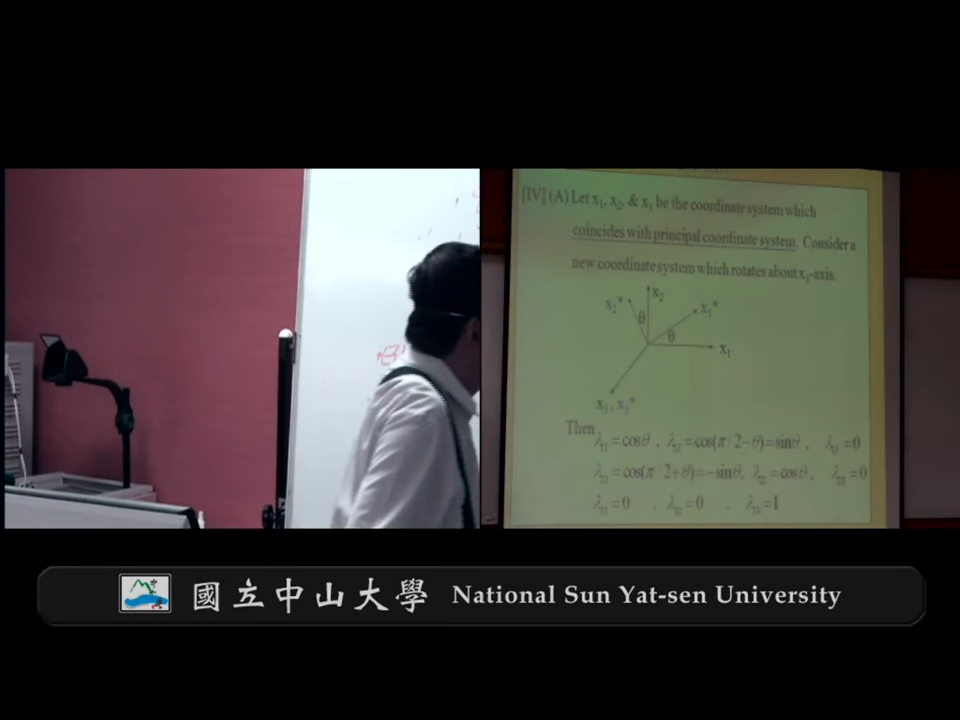 [IV] (A) Let x₁, x₂, & x₃ be the coordinate system which
coincides with principal coordinate system. Consider a
new coordinate system which rotates about x₃-axis.
x₂* x₂ x₁*
θ θ
x₁
x₃, x₃*
Then
λ₁₁=cosθ , λ₁₂=cos(π/2−θ)=sinθ , λ₁₃=0
λ₂₁=cos(π/2+θ)=−sinθ, λ₂₂=cosθ, λ₂₃=0
λ₃₁=0 , λ₃₂=0 , λ₃₃=1
國立中山大學 National Sun Yat-sen University